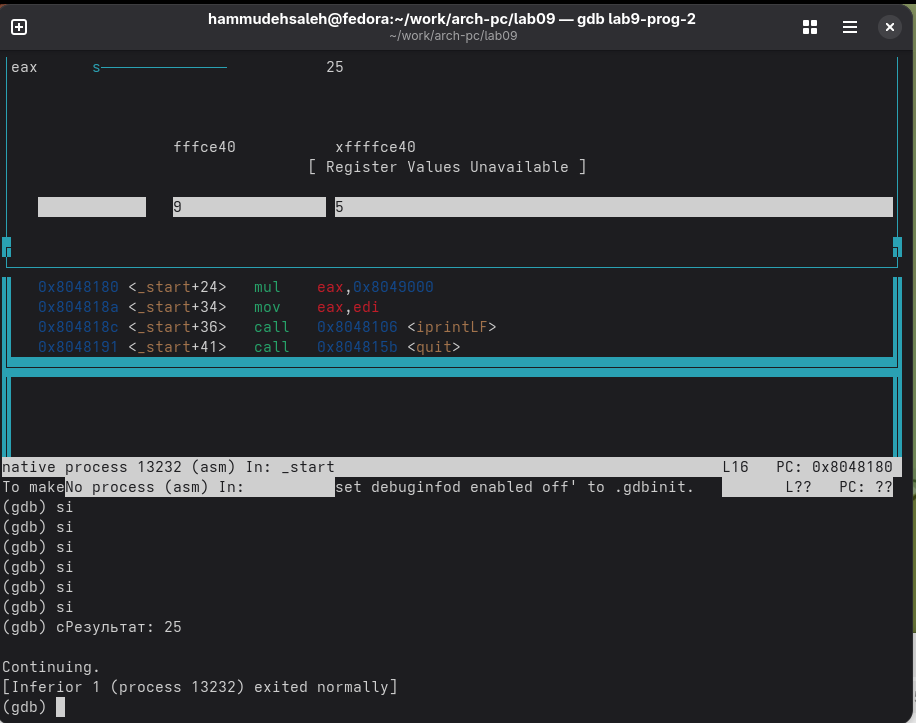 hammudehsaleh@fedora:~/work/arch-pc/lab09 — gdb lab9-prog-2
~/work/arch-pc/lab09
eax s 25
fffce40 xffffce40
[ Register Values Unavailable ]
9 5
0x8048180 <_start+24> mul eax,0x8049000
0x804818a <_start+34> mov eax,edi
0x804818c <_start+36> call 0x8048106 <iprintLF>
0x8048191 <_start+41> call 0x804815b <quit>
native process 13232 (asm) In: _start L16 PC: 0x8048180
To makeNo process (asm) In: set debuginfod enabled off' to .gdbinit. L?? PC: ??
(gdb) si
(gdb) si
(gdb) si
(gdb) si
(gdb) si
(gdb) si
(gdb) cРезультат: 25
Continuing.
[Inferior 1 (process 13232) exited normally]
(gdb)